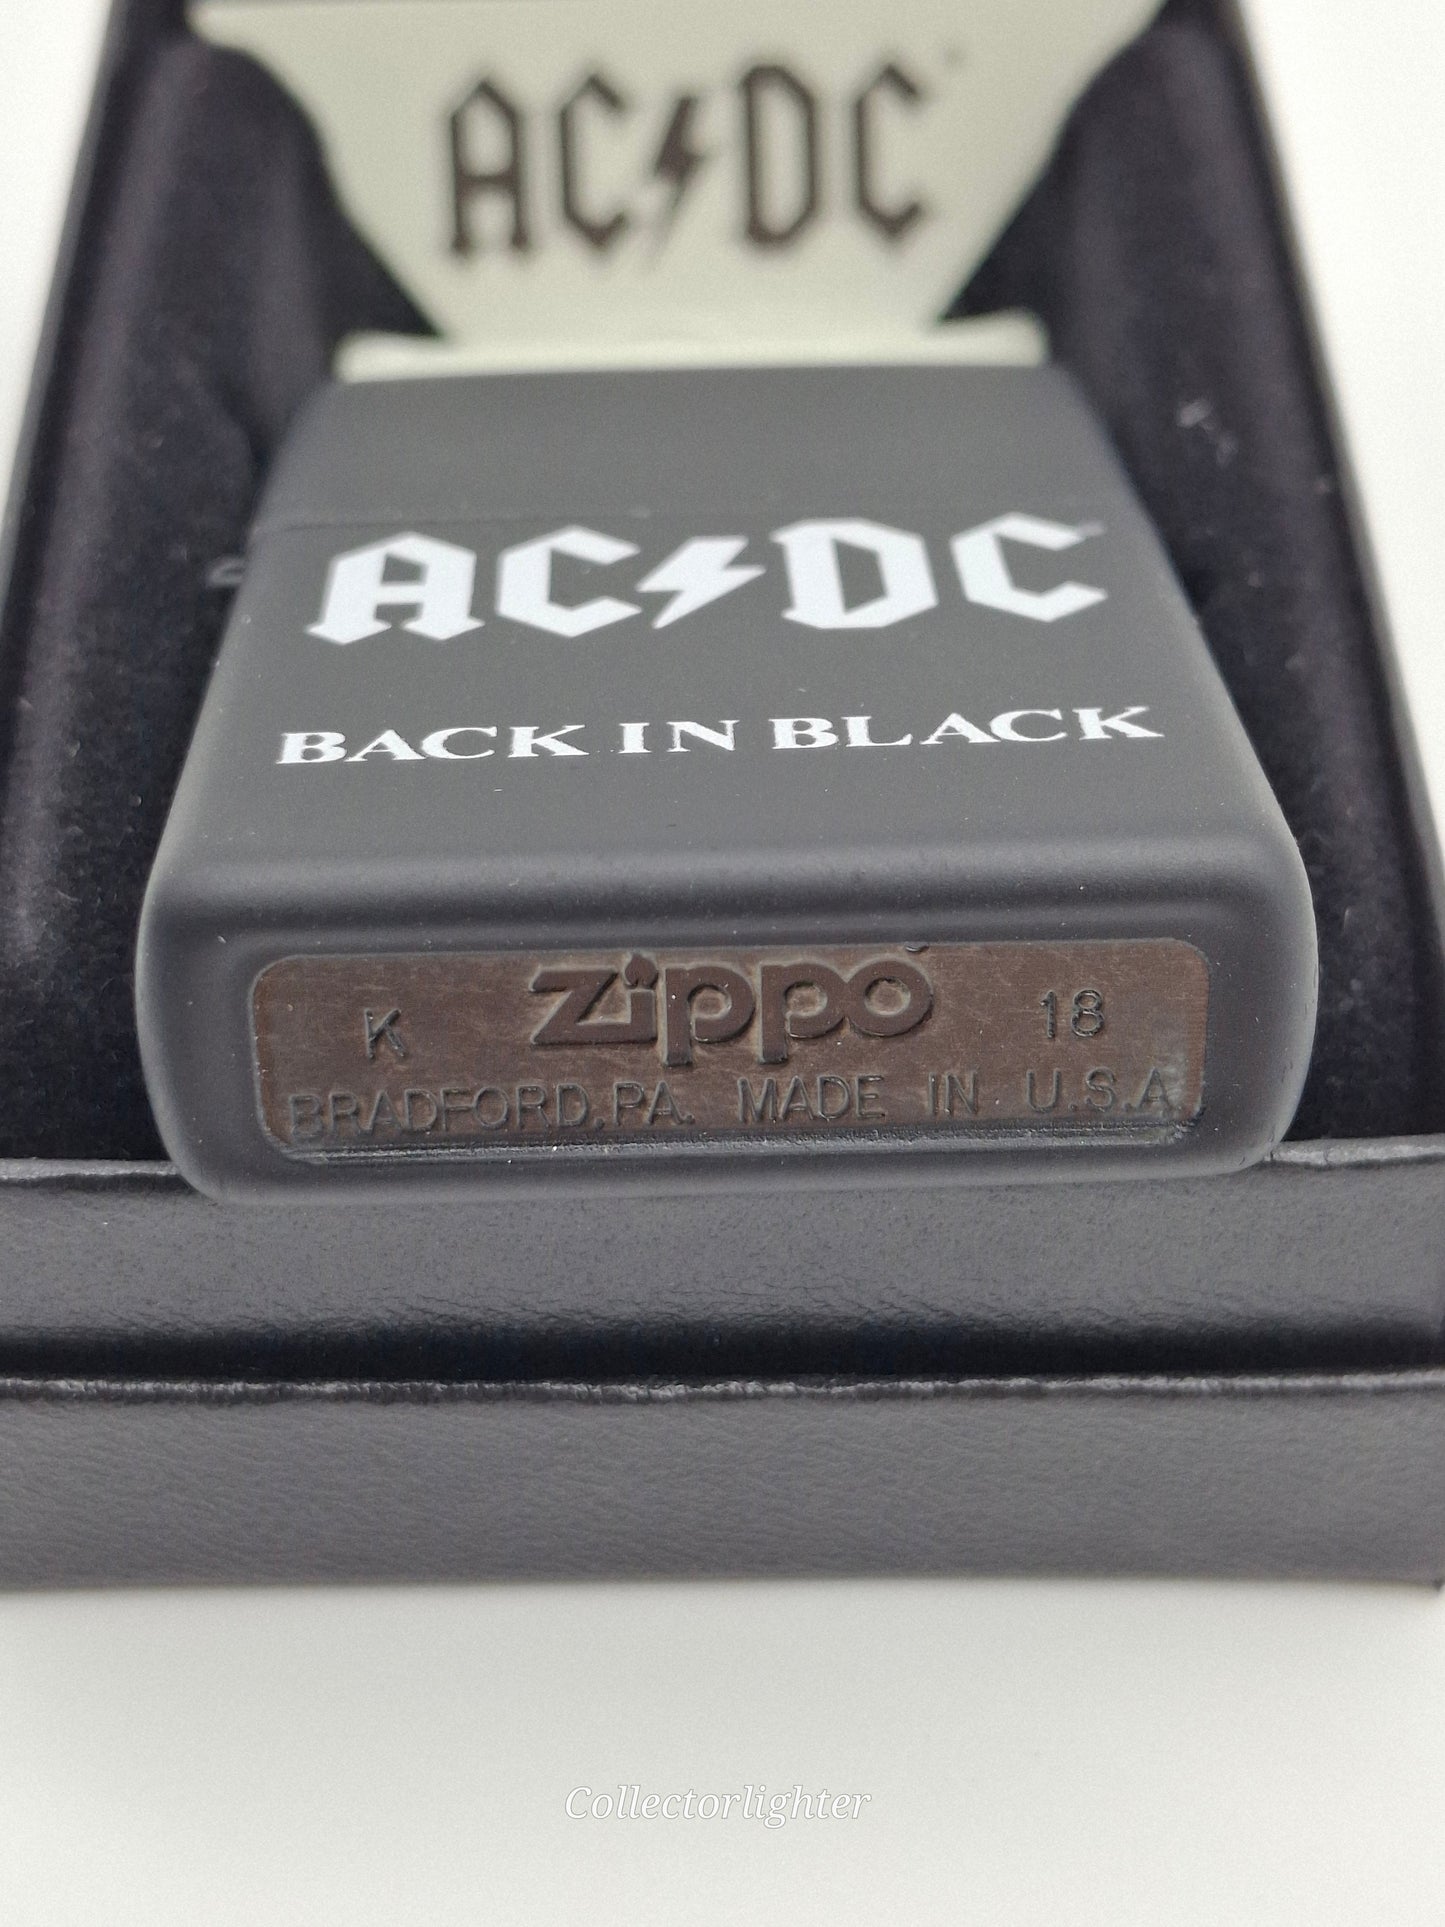 AC⚡DC
AC⚡DC
BACK IN BLACK
K zippo 18
BRADFORD, PA. MADE IN U.S.A
Collectorlighter